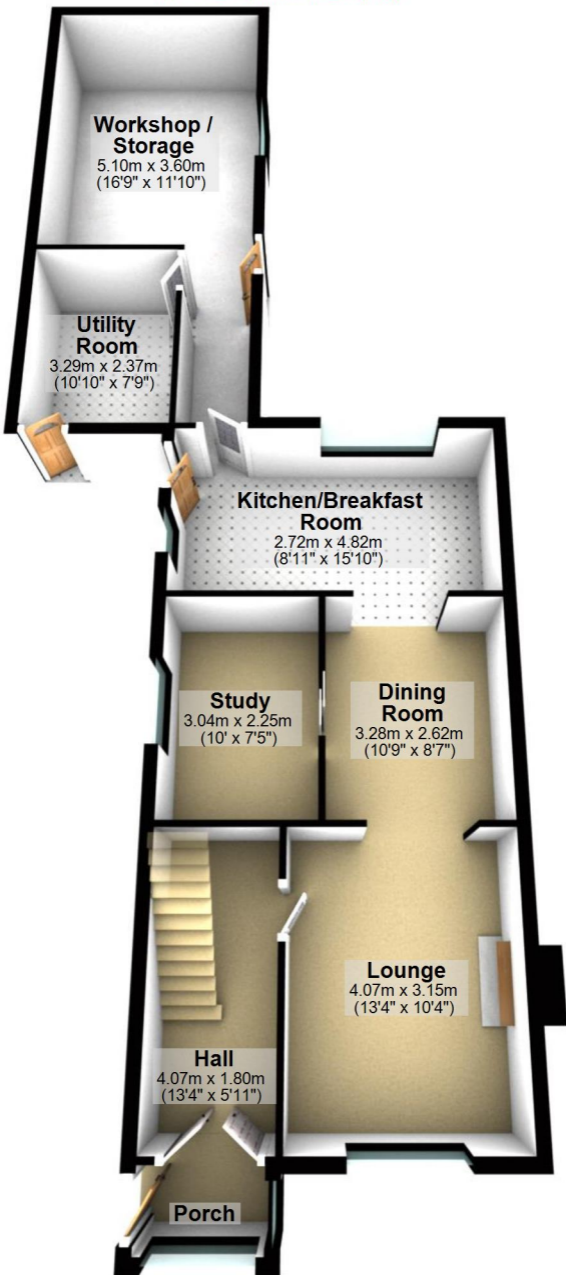 Workshop /
Storage
5.10m x 3.60m
(16'9" x 11'10")
Utility
Room
3.29m x 2.37m
(10'10" x 7'9")
Kitchen/Breakfast
Room
2.72m x 4.82m
(8'11" x 15'10")
Study
3.04m x 2.25m
(10' x 7'5")
Dining
Room
3.28m x 2.62m
(10'9" x 8'7")
Lounge
4.07m x 3.15m
(13'4" x 10'4")
Hall
4.07m x 1.80m
(13'4" x 5'11")
Porch